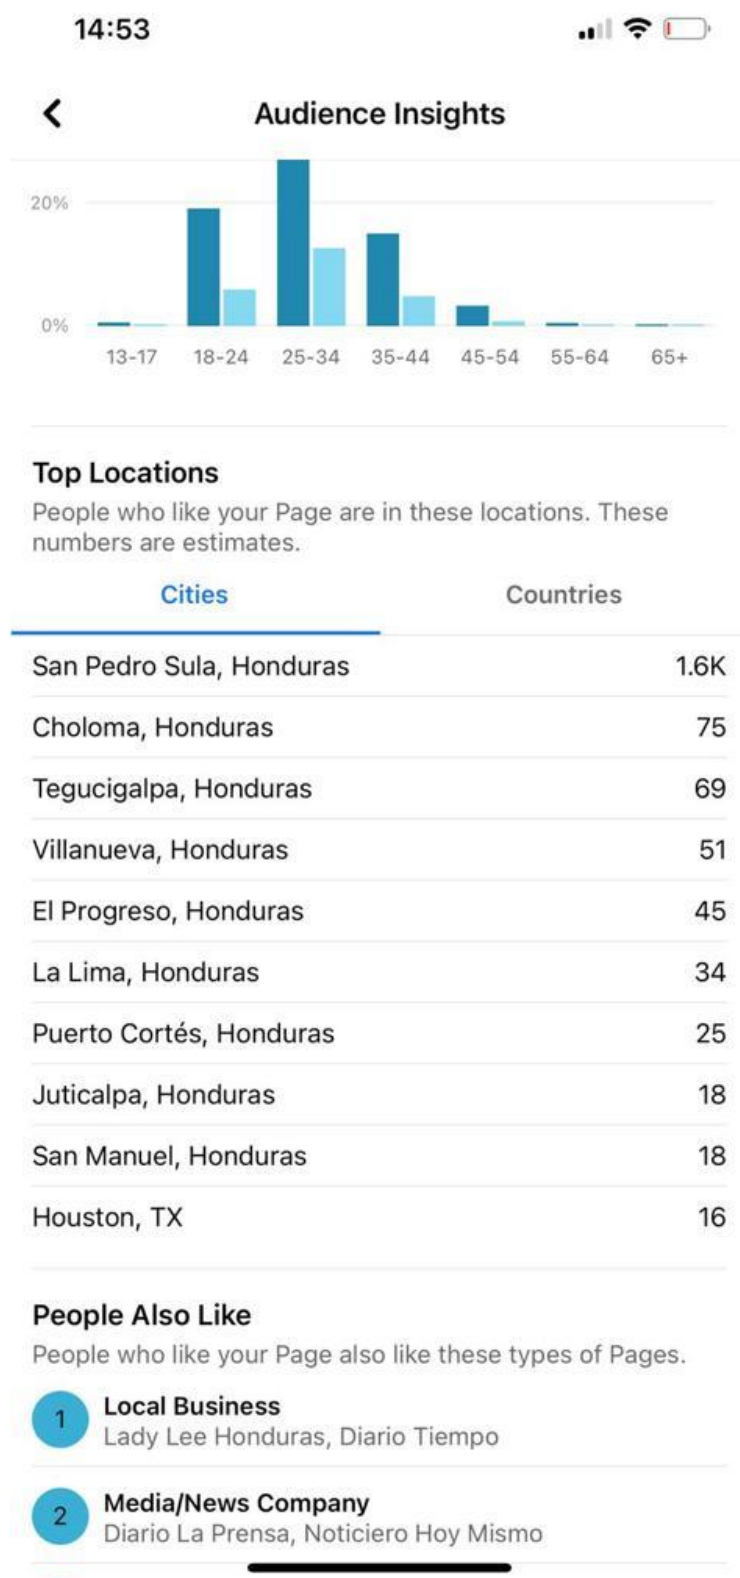 14:53
Audience Insights
20%
0%
13-17 18-24 25-34 35-44 45-54 55-64 65+
Top Locations
People who like your Page are in these locations. These
numbers are estimates.
Cities Countries
San Pedro Sula, Honduras 1.6K
Choloma, Honduras 75
Tegucigalpa, Honduras 69
Villanueva, Honduras 51
El Progreso, Honduras 45
La Lima, Honduras 34
Puerto Cortés, Honduras 25
Juticalpa, Honduras 18
San Manuel, Honduras 18
Houston, TX 16
People Also Like
People who like your Page also like these types of Pages.
1 Local Business
Lady Lee Honduras, Diario Tiempo
2 Media/News Company
Diario La Prensa, Noticiero Hoy Mismo